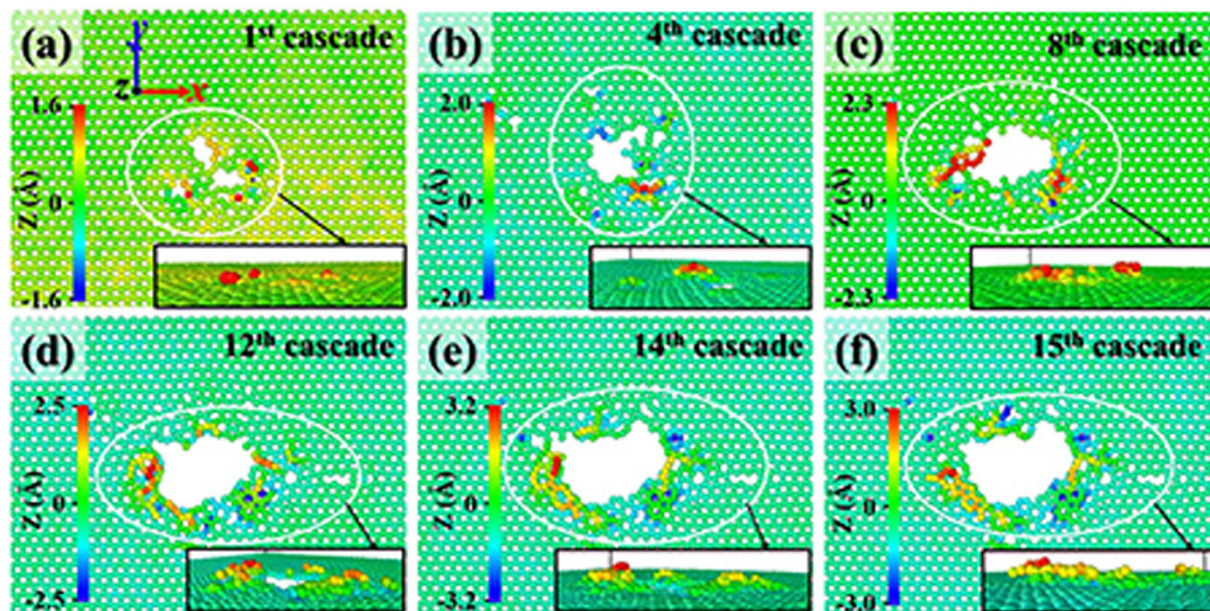 (a)
1st cascade
Y
Z
X
1.6
Z (Å)
0
-1.6
(b)
4th cascade
2.0
Z (Å)
0
-2.0
(c)
8th cascade
2.3
Z (Å)
0
-2.3
(d)
12th cascade
2.5
Z (Å)
0
-2.5
(e)
14th cascade
3.2
Z (Å)
0
-3.2
(f)
15th cascade
3.0
Z (Å)
0
-3.0